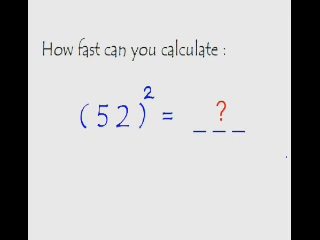 How fast can you calculate :
(52)² = _ _ _
?